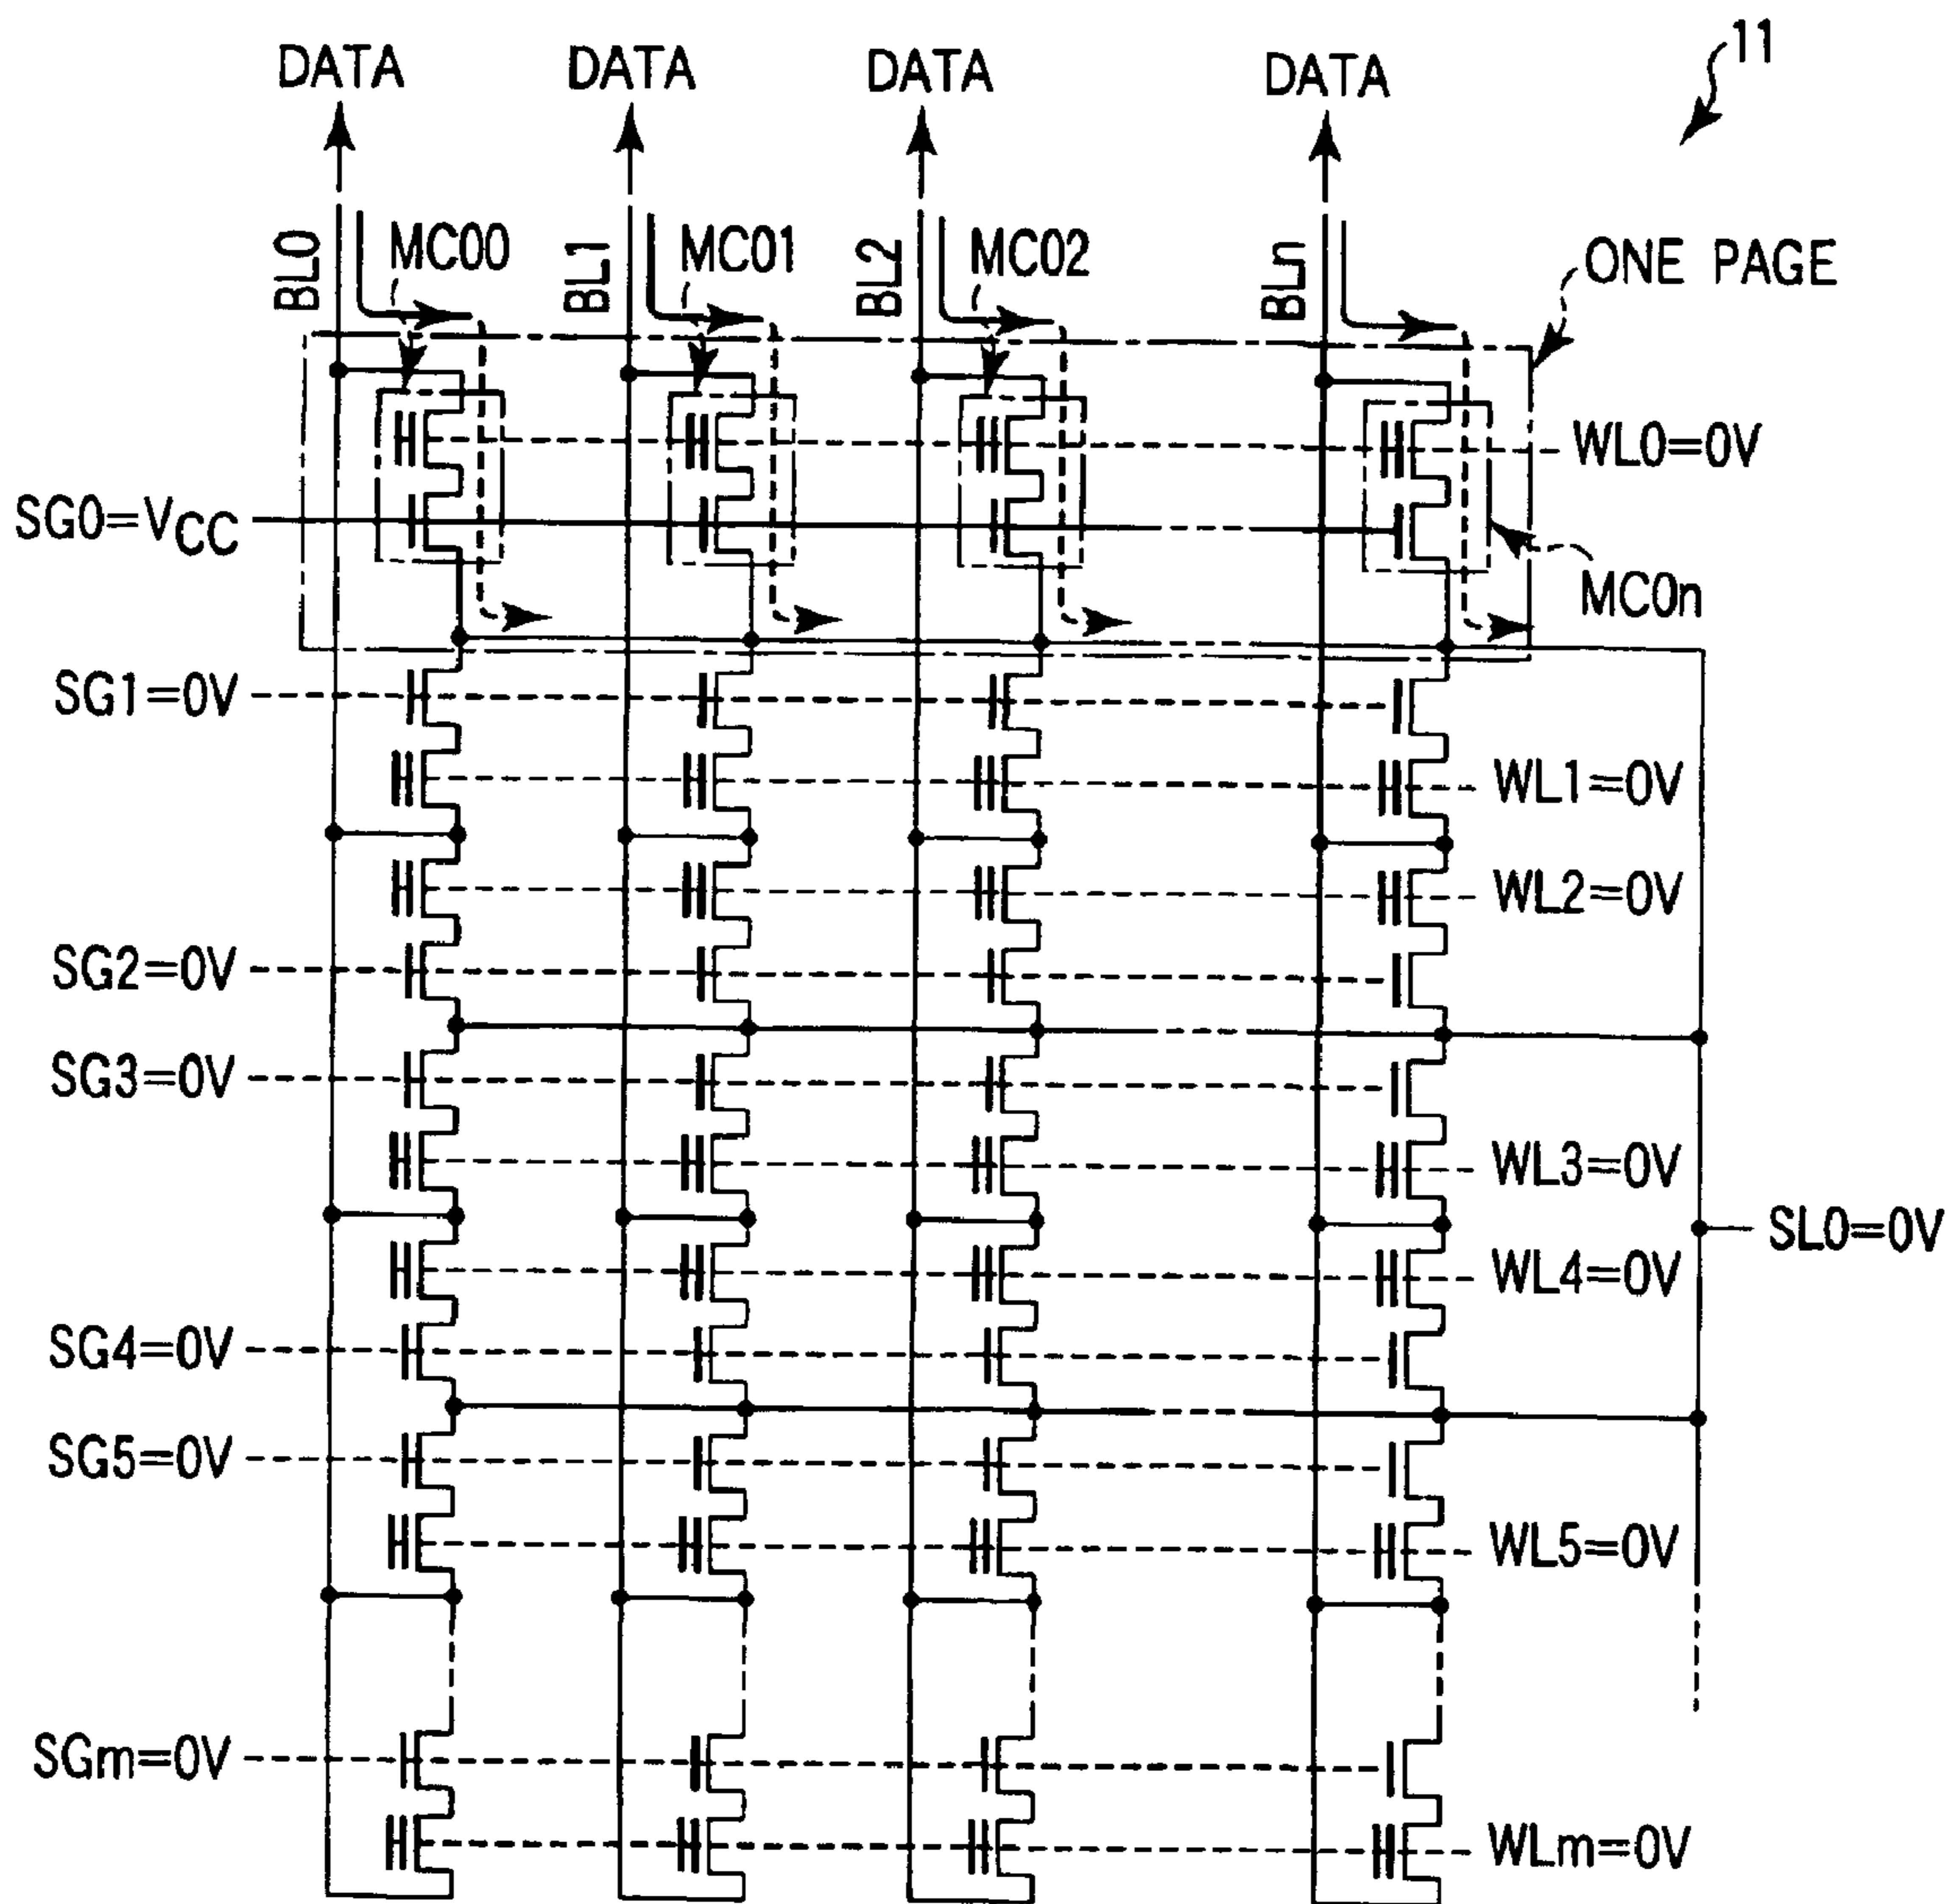 11
DATA DATA DATA DATA
BL0 MC00 BL1 MC01 BL2 MC02 BLn ONE PAGE
WL0=0V
SG0=VCC
MC0n
SG1=0V
WL1=0V
WL2=0V
SG2=0V
SG3=0V
WL3=0V
SL0=0V
WL4=0V
SG4=0V
SG5=0V
WL5=0V
SGm=0V
WLm=0V